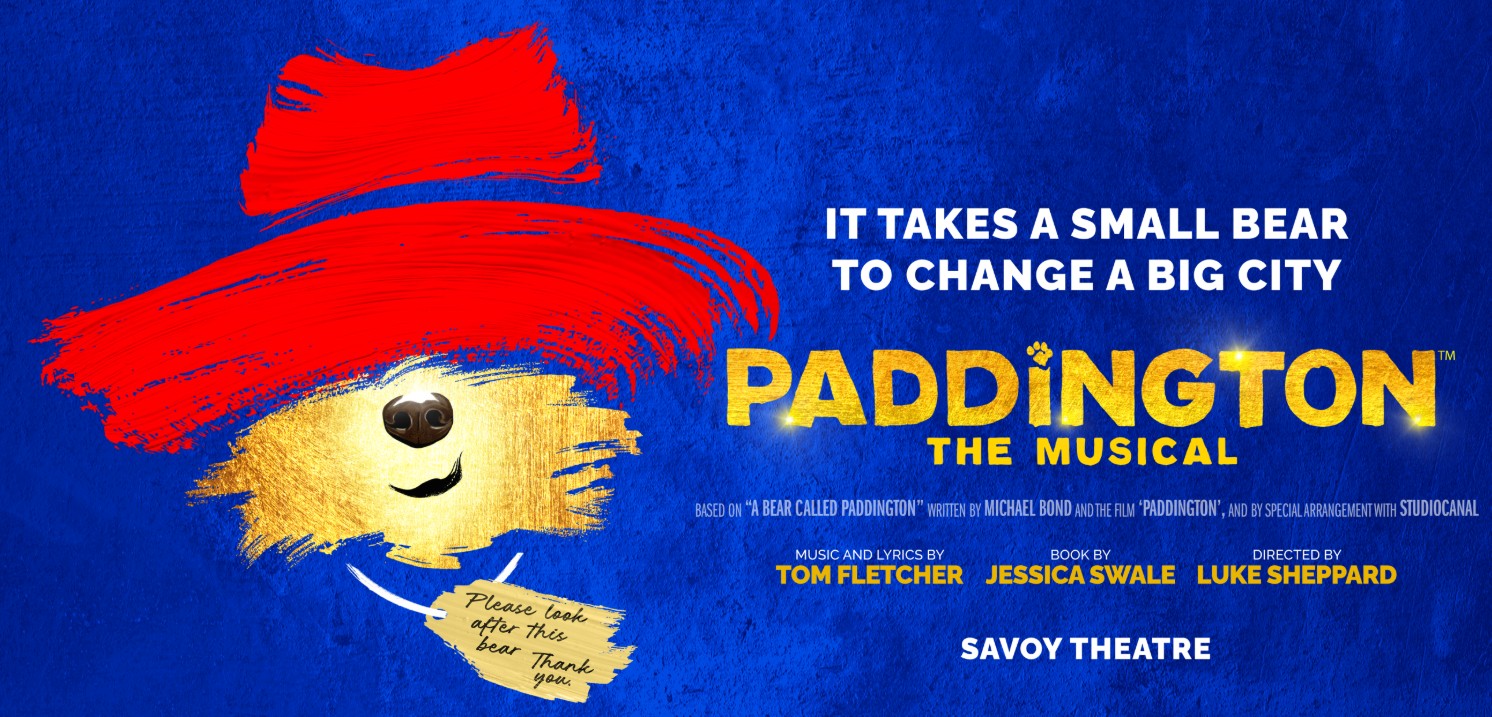 IT TAKES A SMALL BEAR
TO CHANGE A BIG CITY
PADDiNGTON™
THE MUSICAL
BASED ON “A BEAR CALLED PADDINGTON” WRITTEN BY MICHAEL BOND AND THE FILM ‘PADDINGTON’, AND BY SPECIAL ARRANGEMENT WITH STUDIOCANAL
MUSIC AND LYRICS BY
TOM FLETCHER
BOOK BY
JESSICA SWALE
DIRECTED BY
LUKE SHEPPARD
SAVOY THEATRE
Please look
after this
bear Thank
you.